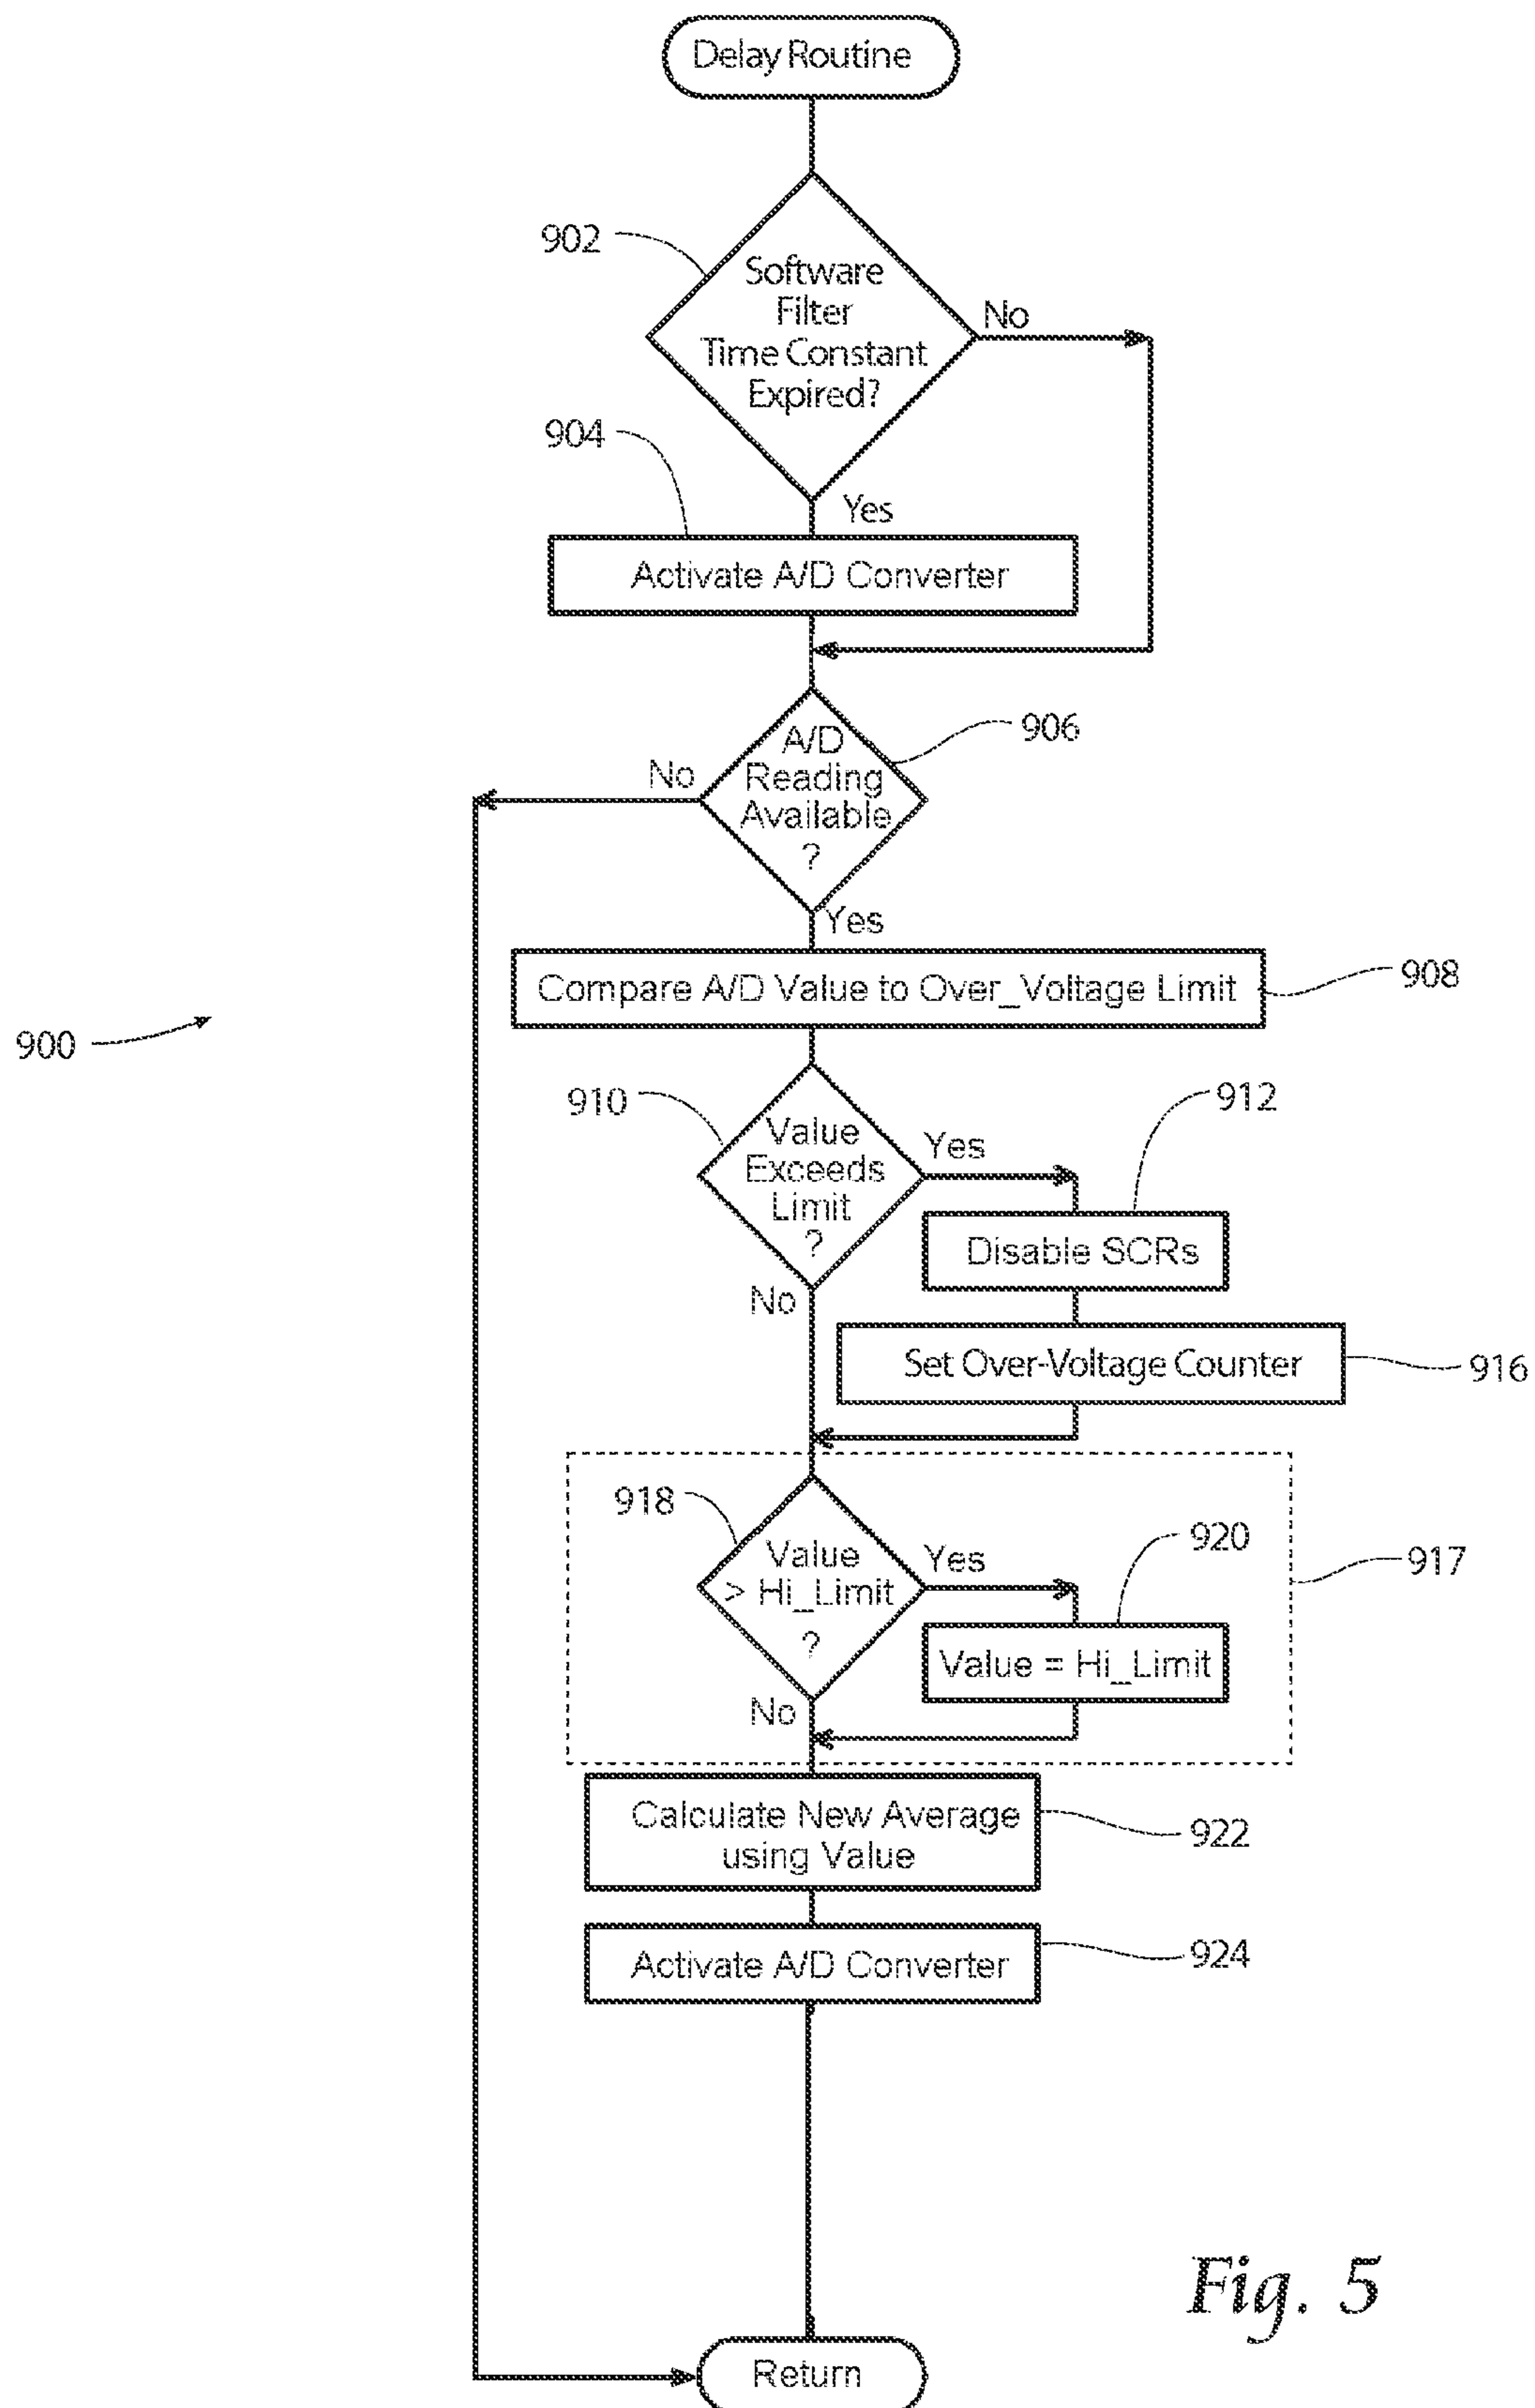 Delay Routine
902
Software
Filter
Time Constant
Expired?
No
904
Yes
Activate A/D Converter
906
A/D
Reading
Available
?
No
Yes
Compare A/D Value to Over_Voltage Limit
908
900
910
912
Value
Exceeds
Limit
?
Yes
Disable SCRs
No
Set Over-Voltage Counter
916
918
920
Value
> Hi_Limit
?
Yes
917
Value = Hi_Limit
No
Calculate New Average
using Value
922
Activate A/D Converter
924
Fig. 5
Return